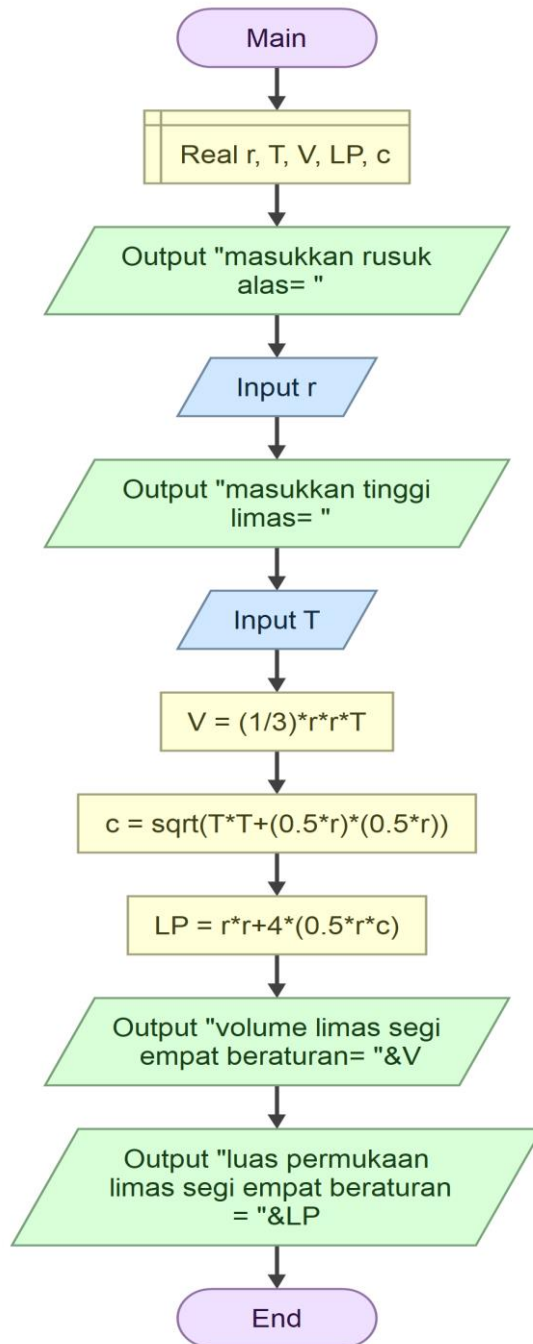 Main
Real r, T, V, LP, c
Output "masukkan rusuk
alas= "
Input r
Output "masukkan tinggi
limas= "
Input T
V = (1/3)*r*r*T
c = sqrt(T*T+(0.5*r)*(0.5*r))
LP = r*r+4*(0.5*r*c)
Output "volume limas segi
empat beraturan= "&V
Output "luas permukaan
limas segi empat beraturan
= "&LP
End